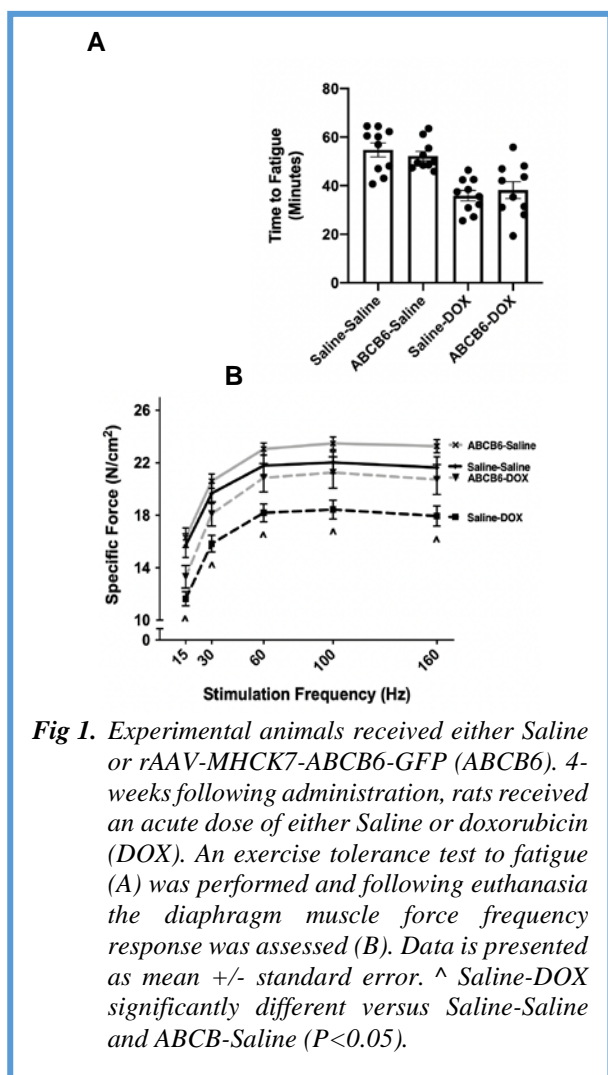 A
Time to Fatigue
(Minutes)
80
60
40
20
0
Saline-Saline
ABCB6-Saline
Saline-DOX
ABCB6-DOX
B
Specific Force (N/cm²)
26
22
18
14
10
0
ABCB6-Saline
Saline-Saline
ABCB6-DOX
Saline-DOX
^
^
^
^
^
15
30
60
100
160
Stimulation Frequency (Hz)
Fig 1. Experimental animals received either Saline
or rAAV-MHCK7-ABCB6-GFP (ABCB6). 4-
weeks following administration, rats received
an acute dose of either Saline or doxorubicin
(DOX). An exercise tolerance test to fatigue
(A) was performed and following euthanasia
the diaphragm muscle force frequency
response was assessed (B). Data is presented
as mean +/- standard error. ^ Saline-DOX
significantly different versus Saline-Saline
and ABCB-Saline (P<0.05).